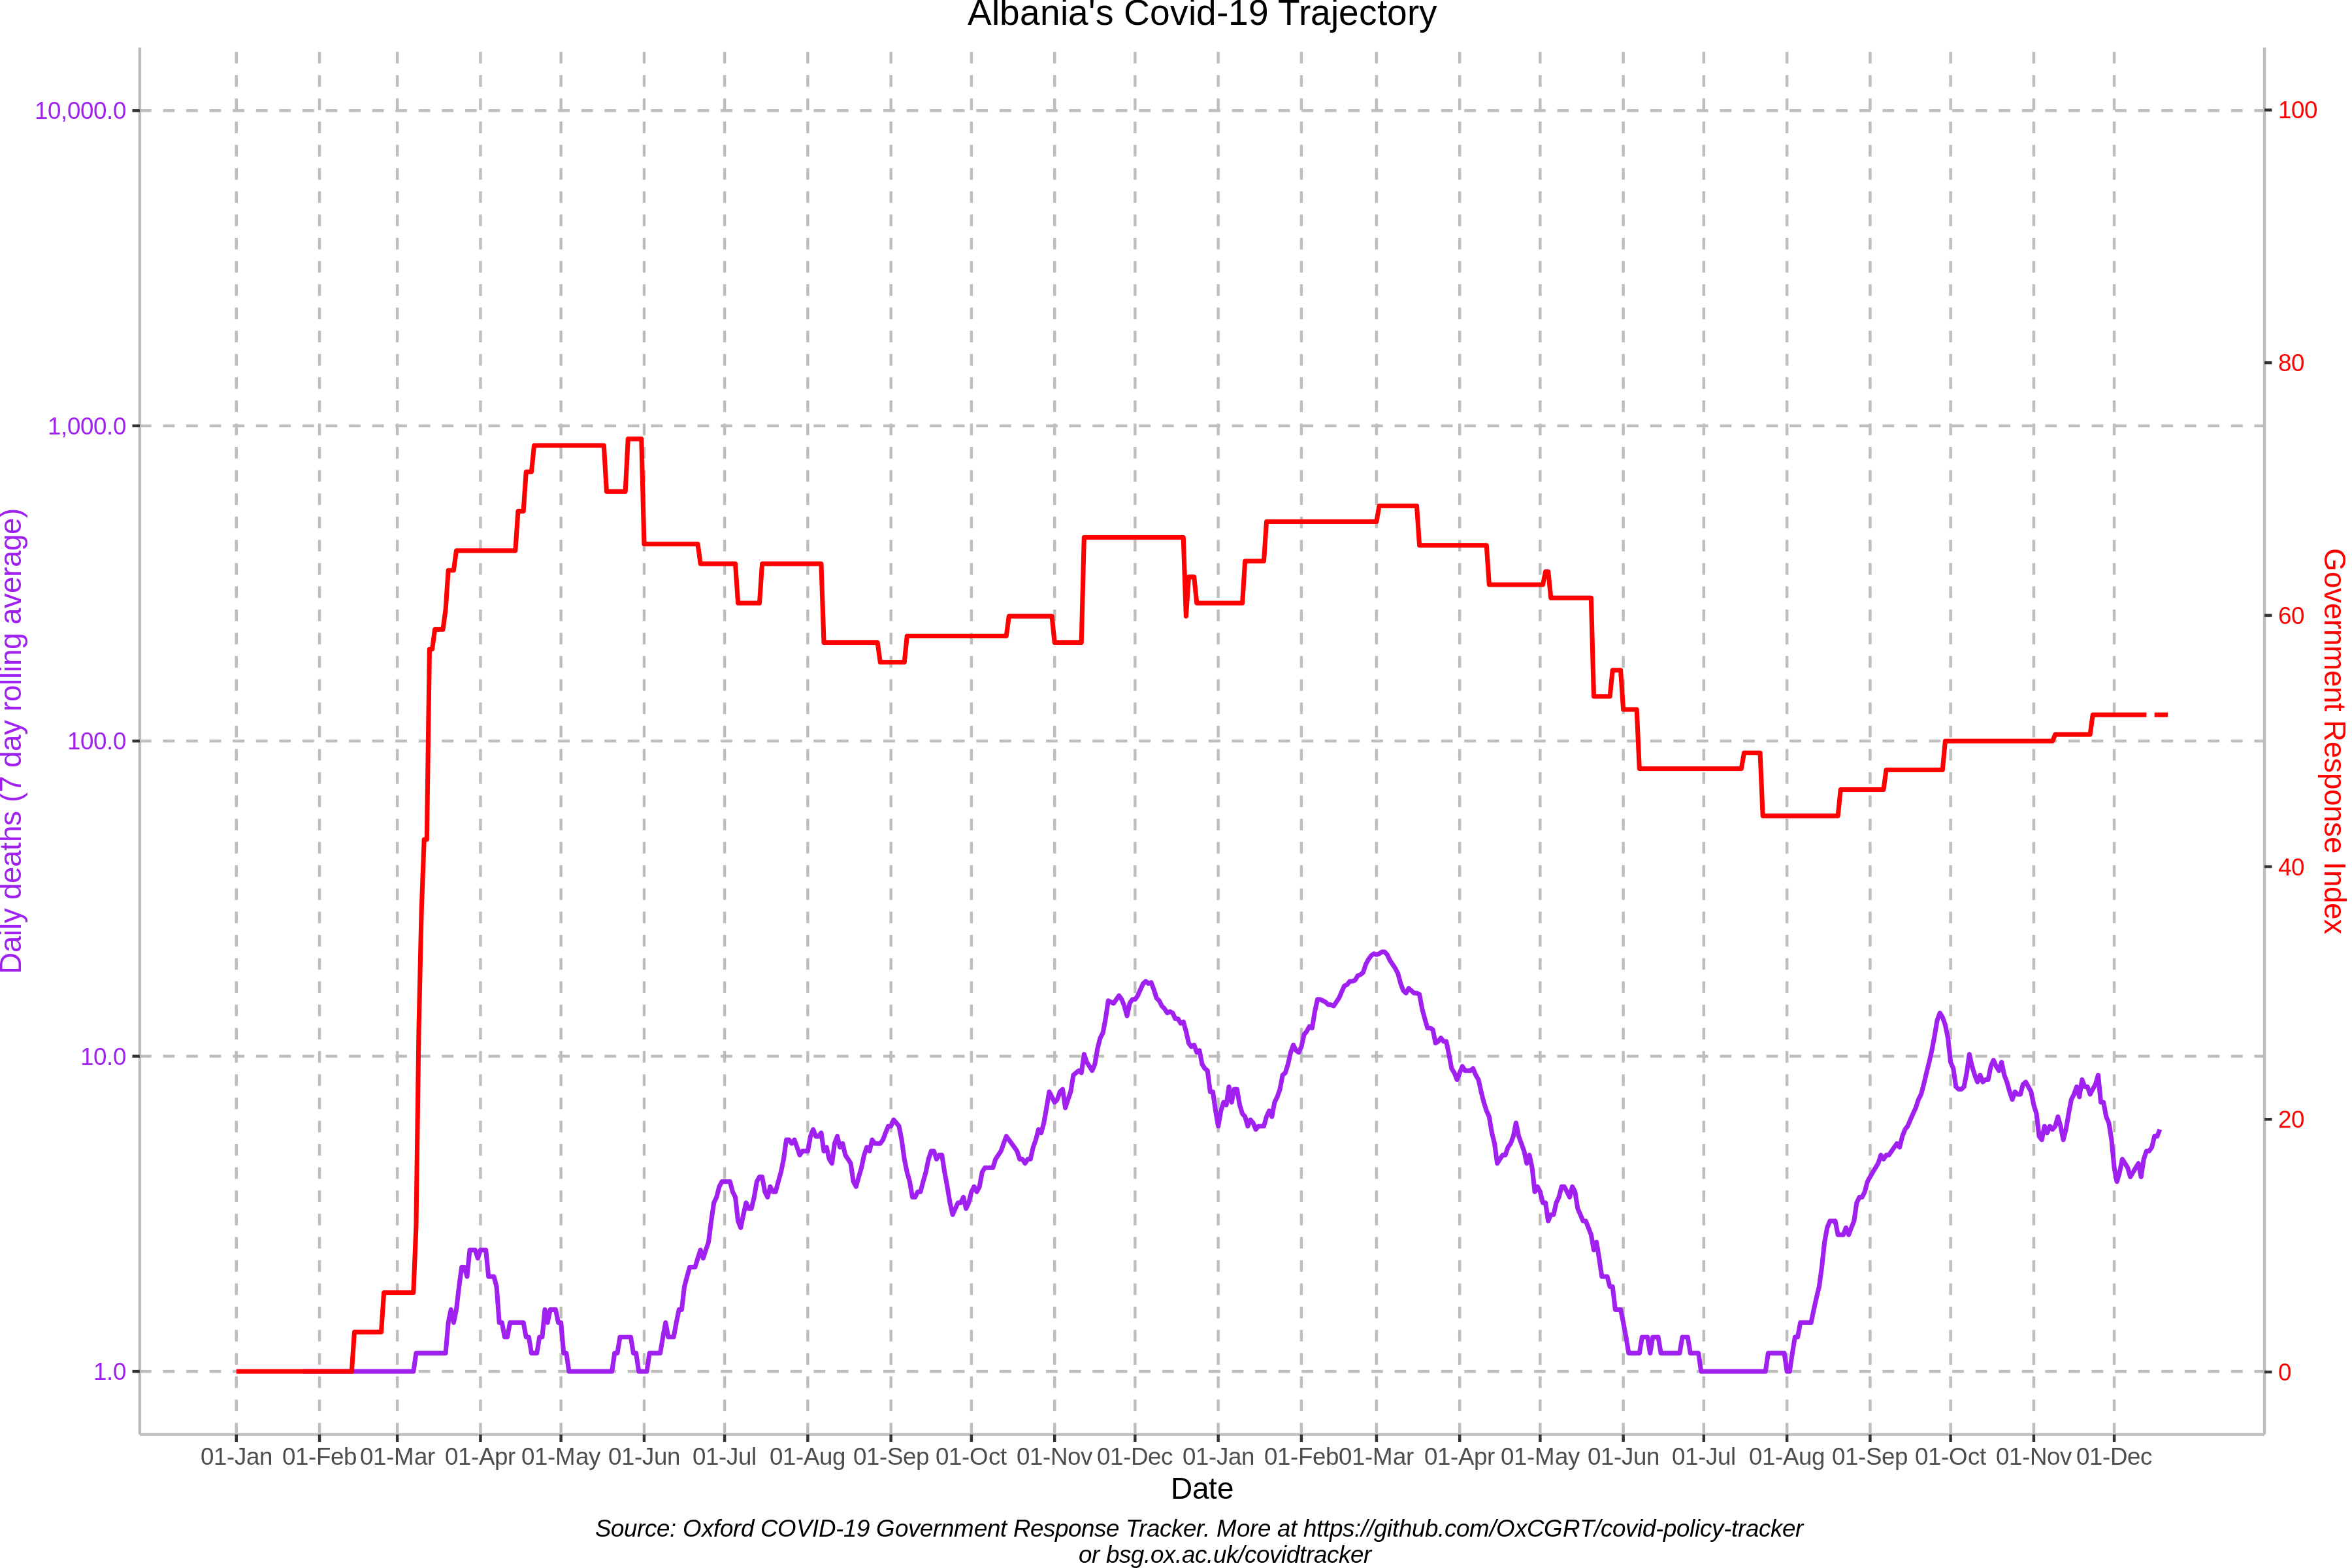 Albania's Covid-19 Trajectory
10,000.0
1,000.0
100.0
10.0
1.0
Daily deaths (7 day rolling average)
100
80
60
40
20
0
Government Response Index
01-Jan 01-Feb 01-Mar 01-Apr 01-May 01-Jun 01-Jul 01-Aug 01-Sep 01-Oct 01-Nov 01-Dec 01-Jan 01-Feb 01-Mar 01-Apr 01-May 01-Jun 01-Jul 01-Aug 01-Sep 01-Oct 01-Nov 01-Dec
Date
Source: Oxford COVID-19 Government Response Tracker. More at https://github.com/OxCGRT/covid-policy-tracker
or bsg.ox.ac.uk/covidtracker